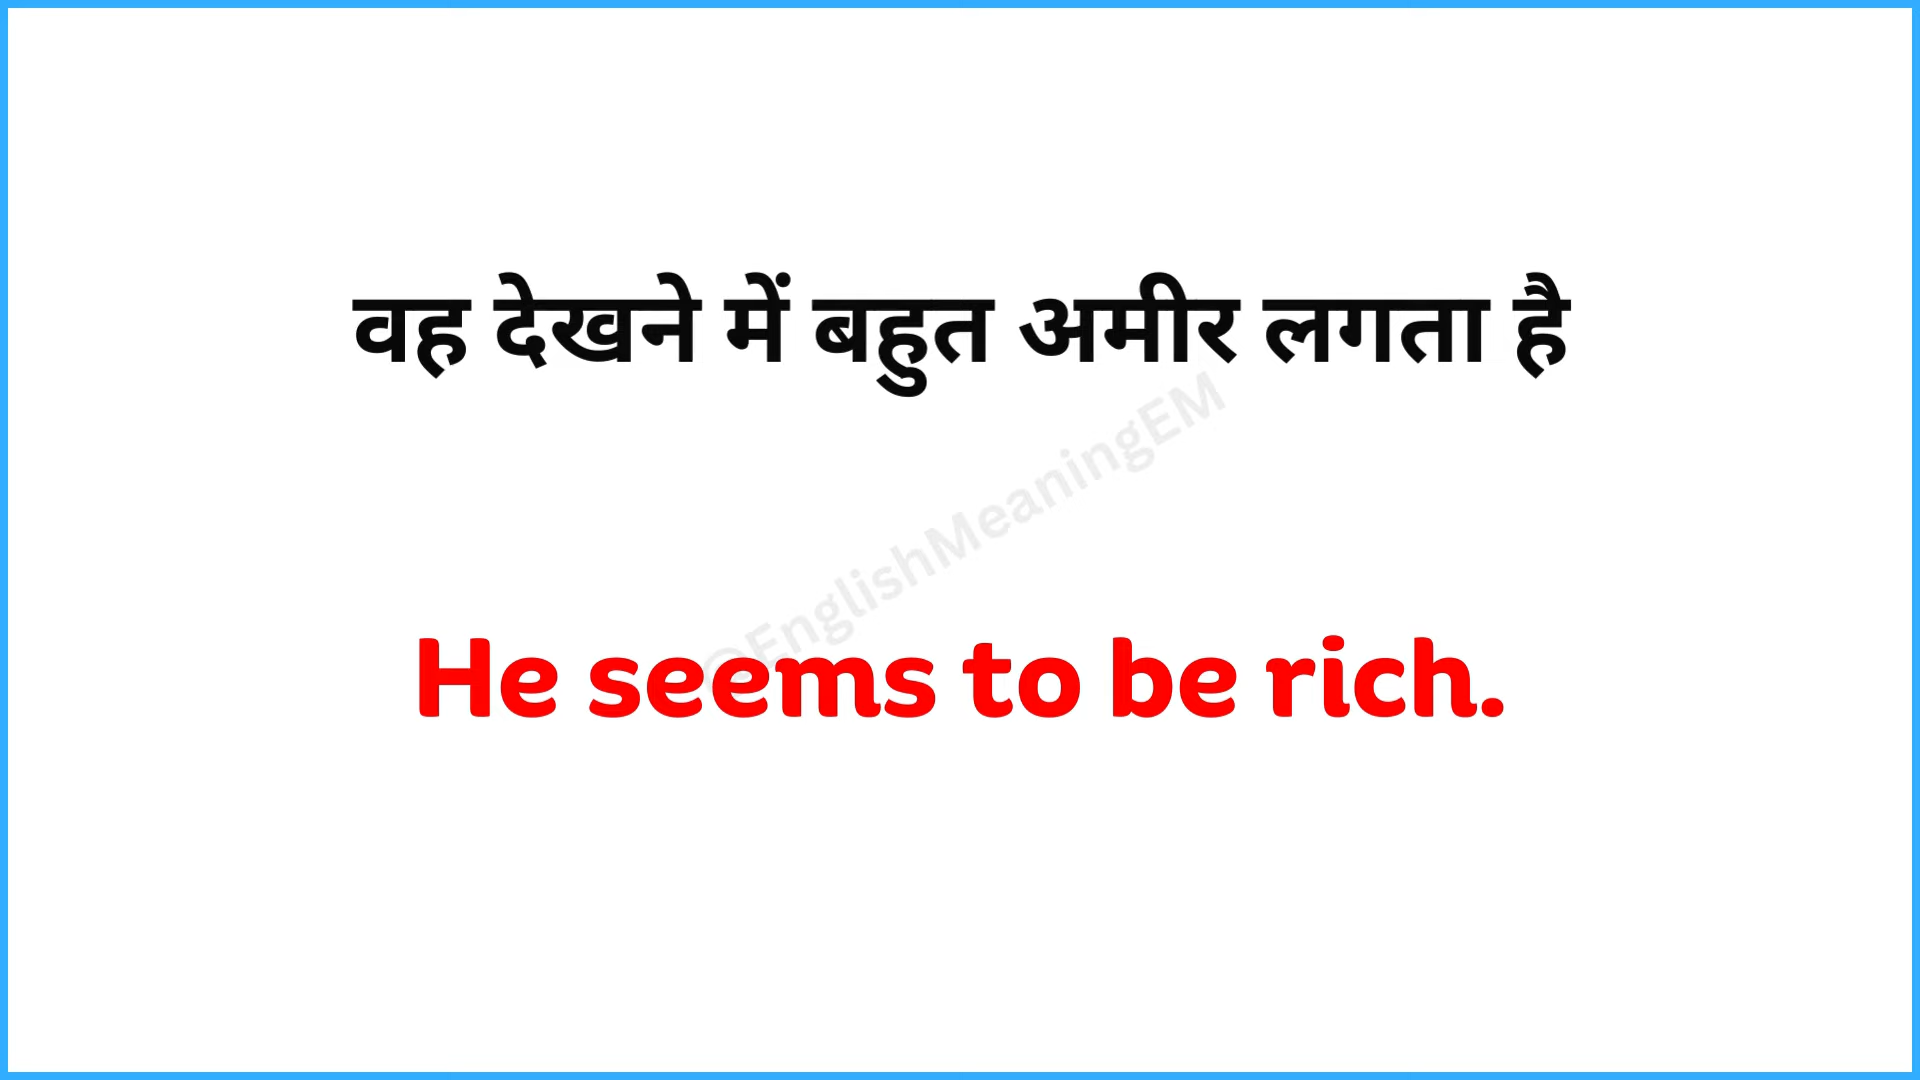 वह देखने में बहुत अमीर लगता है
@EnglishMeaningEM
He seems to be rich.